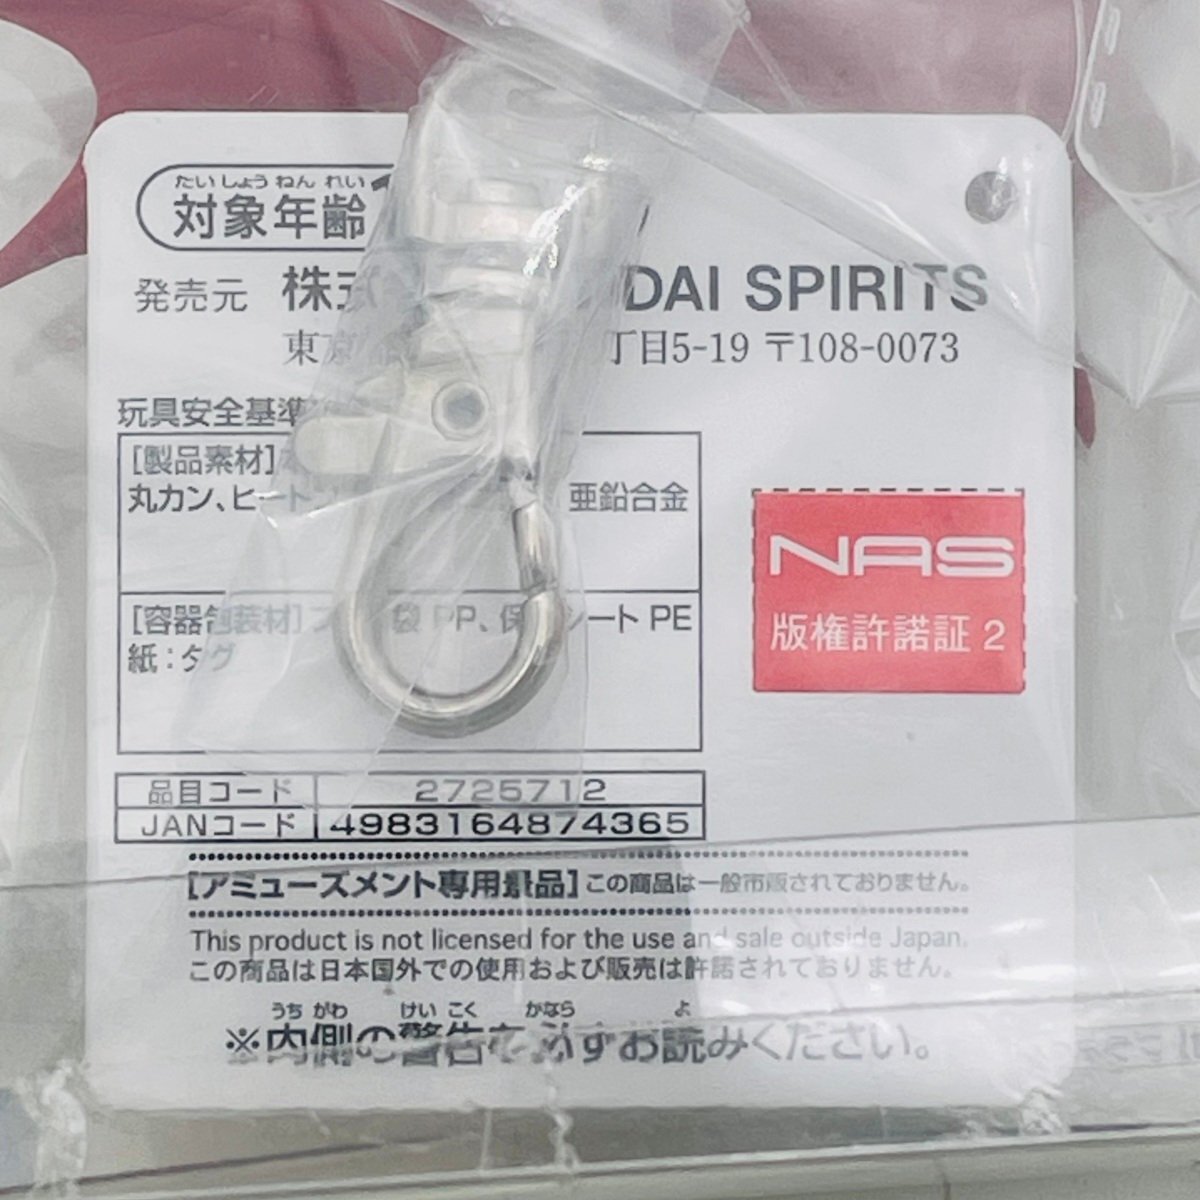 たいしょうねんれい
対象年齢
発売元 株式 DAI SPIRITS
東京都 丁目5-19 〒108-0073
玩具安全基準
[製品素材]
丸カン、ヒート 亜鉛合金
[容器包装材] 袋 PP、保 シート PE
紙：タグ
NAS
版権許諾証 2
品目コード 2725712
JANコード 4983164874365
[アミューズメント専用景品]この商品は一般市販されておりません。
This product is not licensed for the use and sale outside Japan.
この商品は日本国外での使用および販売は許諾されておりません。
うちがわ けいこく かなら よ
※内側の警告を必ずお読みください。